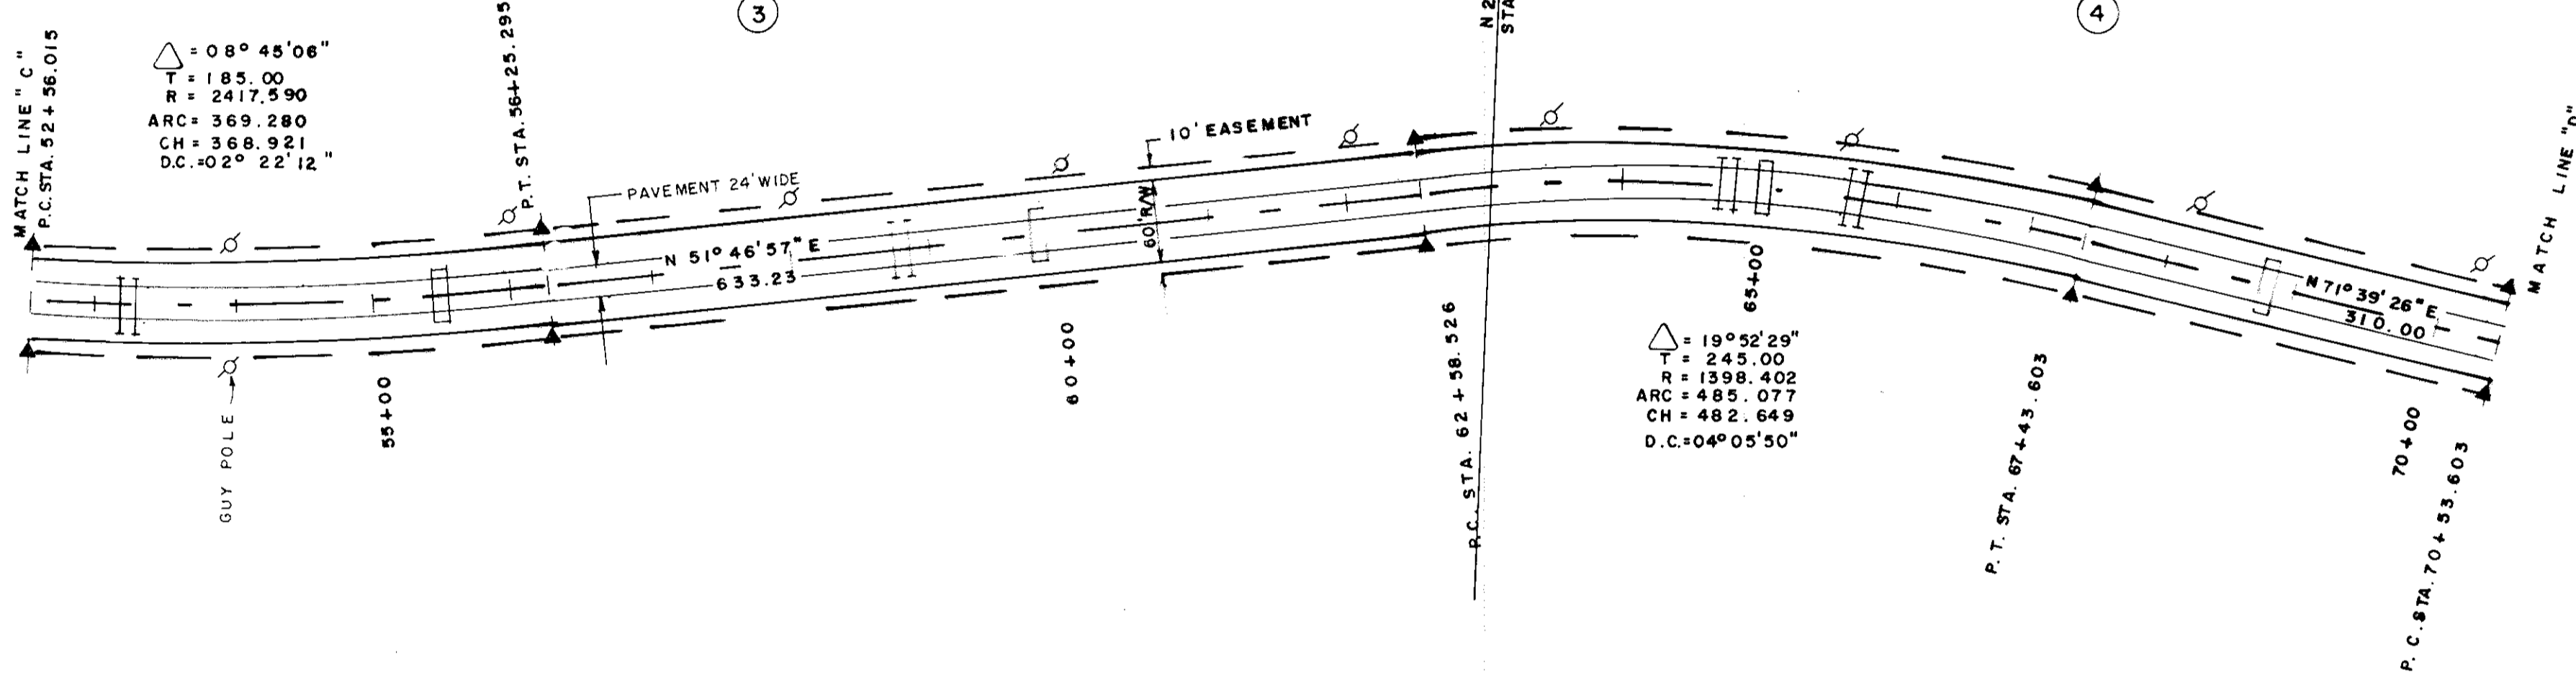 MATCH LINE "C"
P.C.STA. 52+56.015
△ = 08° 45'06"
T = 185.00
R = 2417.590
ARC = 369.280
CH = 368.921
D.C.=02° 22'12"
P.T. STA. 56+25.295
3
4
N 2
STA
PAVEMENT 24' WIDE
10' EASEMENT
60' R/W
N 51° 46' 57" E
633.23
GUY POLE
55+00
60+00
P.C. STA. 62+58.526
65+00
△ = 19°52'29"
T = 245.00
R = 1398.402
ARC = 485.077
CH = 482.649
D.C.=04°05'50"
P.T. STA. 67+43.603
N 71° 39' 26" E
310.00
70+00
P.C.STA. 70+53.603
MATCH LINE "D"